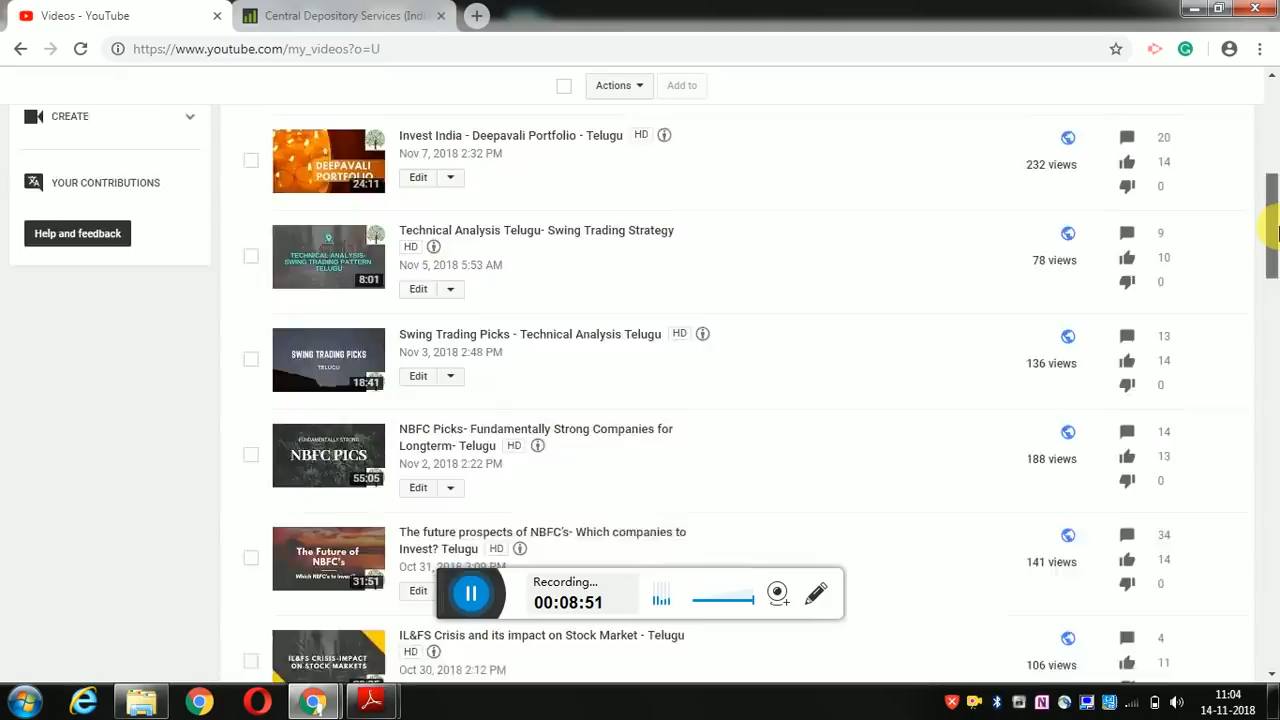 Videos - YouTube
Central Depository Services (Indi
https://www.youtube.com/my_videos?o=U
Actions
Add to
CREATE
YOUR CONTRIBUTIONS
Help and feedback
DEEPAVALI
PORTFOLIO
24:11
Invest India - Deepavali Portfolio - Telugu HD
Nov 7, 2018 2:32 PM
Edit
232 views
20
14
0
TECHNICAL ANALYSIS-
SWING TRADING PATTERN
TELUGU
8:01
Technical Analysis Telugu- Swing Trading Strategy
HD
Nov 5, 2018 5:53 AM
Edit
78 views
9
10
0
SWING TRADING PICKS
TELUGU
18:41
Swing Trading Picks - Technical Analysis Telugu HD
Nov 3, 2018 2:48 PM
Edit
136 views
13
14
0
FUNDAMENTALLY STRONG
NBFC PICS
55:05
NBFC Picks- Fundamentally Strong Companies for
Longterm- Telugu HD
Nov 2, 2018 2:22 PM
Edit
188 views
14
13
0
The Future of
NBFC's
Which NBFC's to Invest?
31:51
The future prospects of NBFC's- Which companies to
Invest? Telugu HD
Oct 31, 2018 3:09 PM
Edit
141 views
34
14
0
Recording...
00:08:51
IL&FS CRISIS-IMPACT
ON STOCK MARKETS
IL&FS Crisis and its impact on Stock Market - Telugu
HD
Oct 30, 2018 2:12 PM
106 views
4
11
11:04
14-11-2018